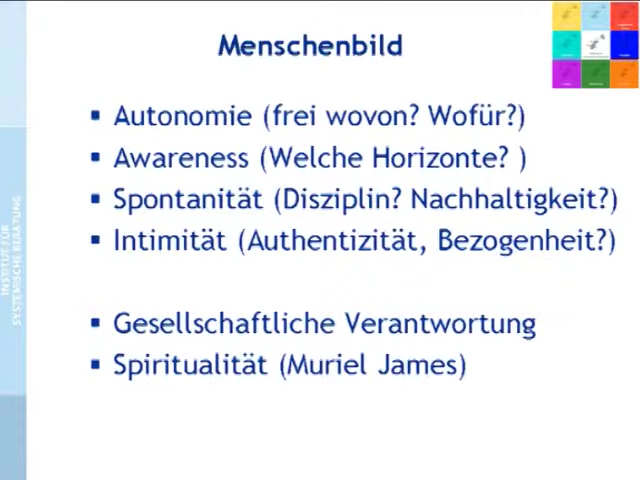 Menschenbild
▪ Autonomie (frei wovon? Wofür?)
▪ Awareness (Welche Horizonte? )
▪ Spontanität (Disziplin? Nachhaltigkeit?)
▪ Intimität (Authentizität, Bezogenheit?)
▪ Gesellschaftliche Verantwortung
▪ Spiritualität (Muriel James)
INSTITUT FÜR
SYSTEMISCHE BERATUNG